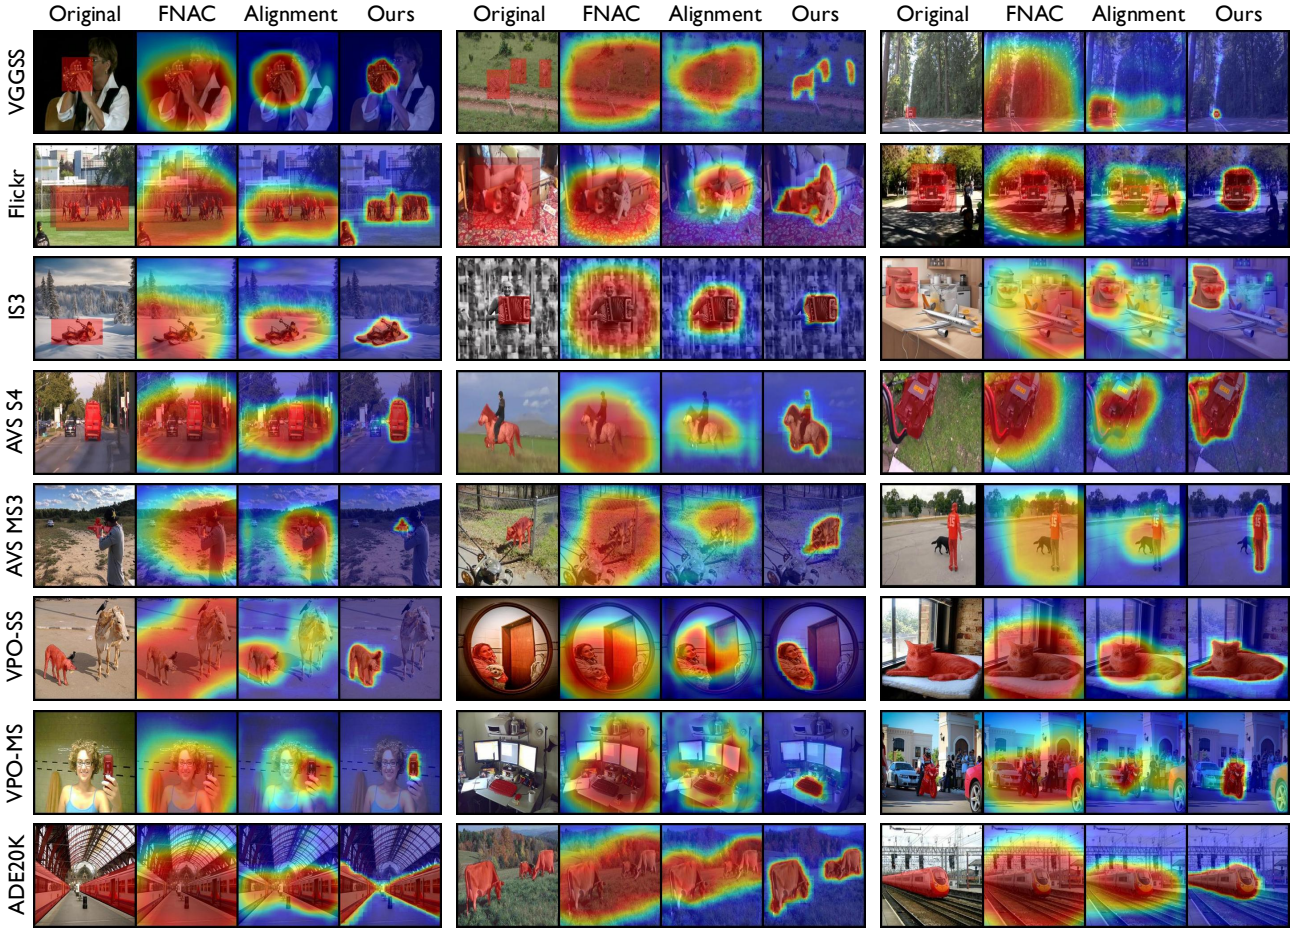 Original FNAC Alignment Ours Original FNAC Alignment Ours Original FNAC Alignment Ours
VGGSS
Flickr
IS3
AVS S4
AVS MS3
VPO-SS
VPO-MS
ADE20K